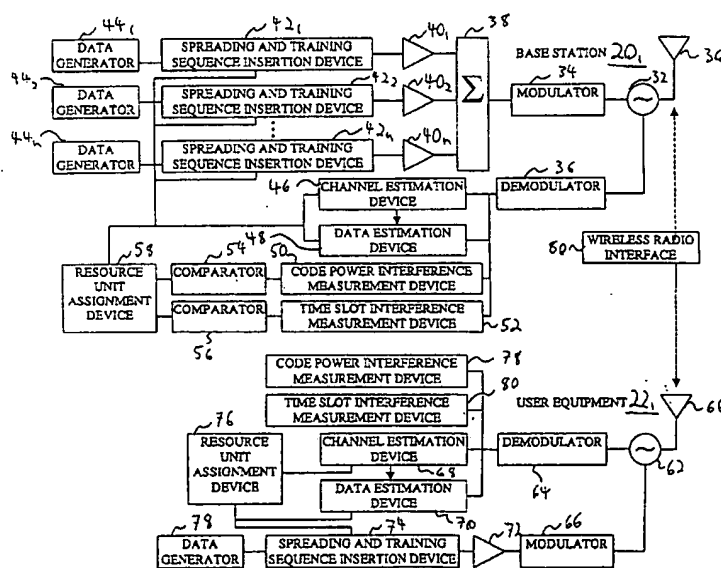 44₁
42₁
40₁
38
DATA GENERATOR
SPREADING AND TRAINING SEQUENCE INSERTION DEVICE
Σ
BASE STATION 20₁
30
44₂
42₂
40₂
34
32
DATA GENERATOR
SPREADING AND TRAINING SEQUENCE INSERTION DEVICE
MODULATOR
44ₙ
42ₙ
40ₙ
DATA GENERATOR
SPREADING AND TRAINING SEQUENCE INSERTION DEVICE
46
CHANNEL ESTIMATION DEVICE
36
DEMODULATOR
48
DATA ESTIMATION DEVICE
80
WIRELESS RADIO INTERFACE
58
54
50
RESOURCE UNIT ASSIGNMENT DEVICE
COMPARATOR
CODE POWER INTERFERENCE MEASUREMENT DEVICE
COMPARATOR
TIME SLOT INTERFERENCE MEASUREMENT DEVICE
56
52
78
CODE POWER INTERFERENCE MEASUREMENT DEVICE
80
TIME SLOT INTERFERENCE MEASUREMENT DEVICE
USER EQUIPMENT 22₁
76
RESOURCE UNIT ASSIGNMENT DEVICE
CHANNEL ESTIMATION DEVICE
68
DEMODULATOR
64
62
DATA ESTIMATION DEVICE
70
78
74
72
66
DATA GENERATOR
SPREADING AND TRAINING SEQUENCE INSERTION DEVICE
MODULATOR